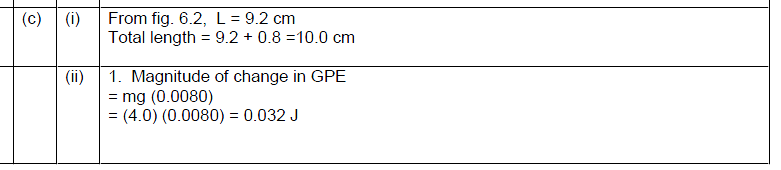 (c) (i) From fig. 6.2, L = 9.2 cm
Total length = 9.2 + 0.8 =10.0 cm
(ii) 1. Magnitude of change in GPE
= mg (0.0080)
= (4.0) (0.0080) = 0.032 J